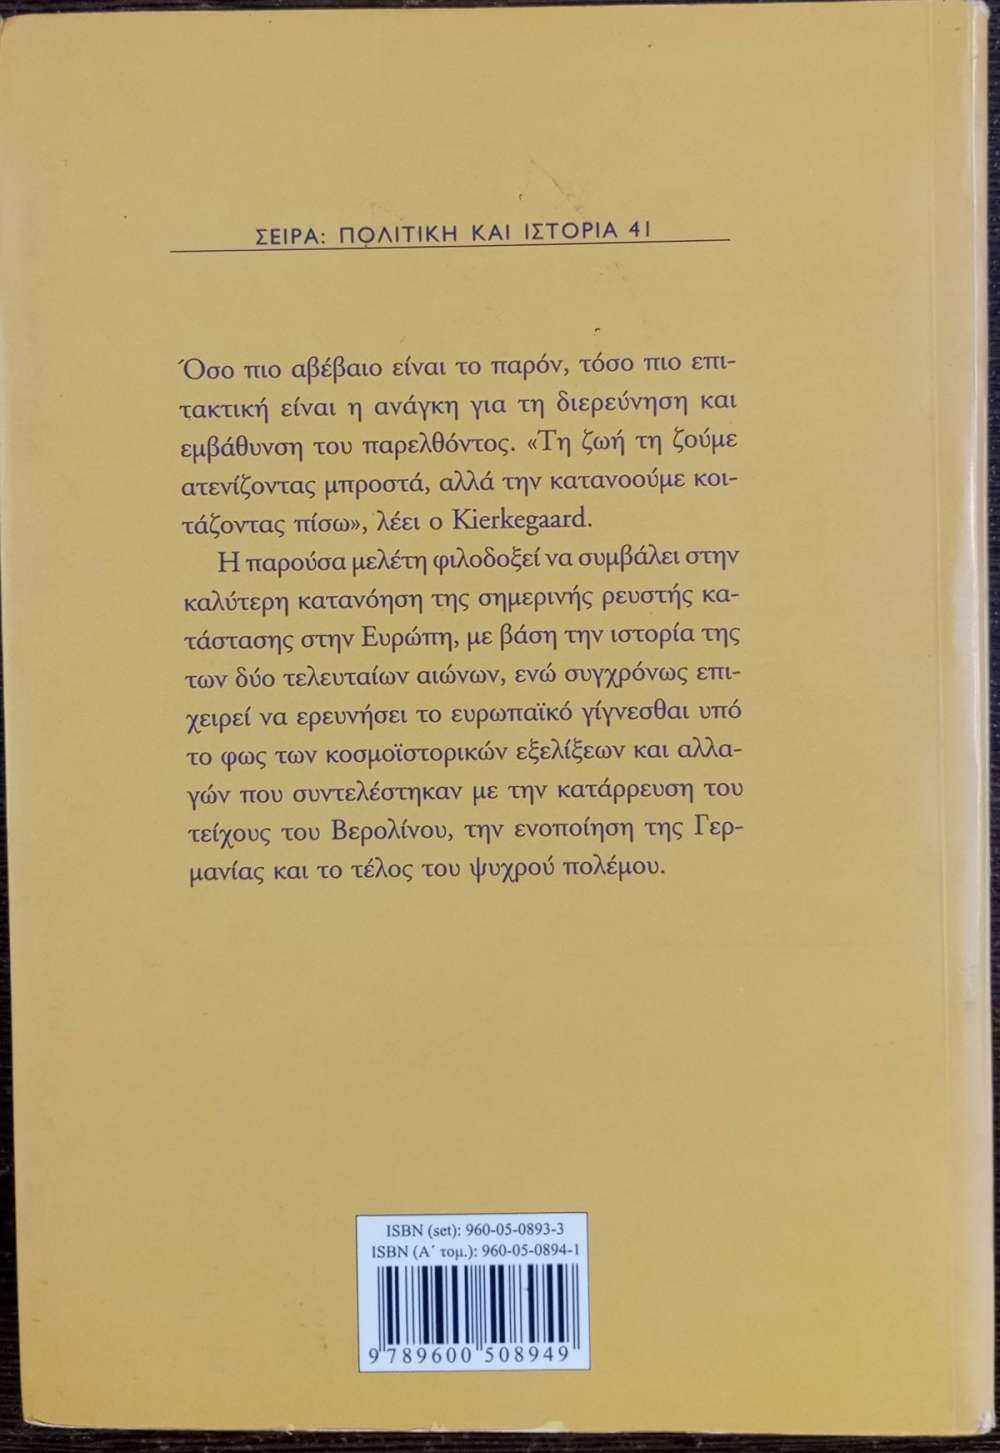 ΣΕΙΡΑ: ΠΟΛΙΤΙΚΗ ΚΑΙ ΙΣΤΟΡΙΑ 41
Όσο πιο αβέβαιο είναι το παρόν, τόσο πιο επι-
τακτική είναι η ανάγκη για τη διερεύνηση και
εμβάθυνση του παρελθόντος. «Τη ζωή τη ζούμε
ατενίζοντας μπροστά, αλλά την κατανοούμε κοι-
τάζοντας πίσω», λέει ο Kierkegaard.
Η παρούσα μελέτη φιλοδοξεί να συμβάλει στην
καλύτερη κατανόηση της σημερινής ρευστής κα-
τάστασης στην Ευρώπη, με βάση την ιστορία της
των δύο τελευταίων αιώνων, ενώ συγχρόνως επι-
χειρεί να ερευνήσει το ευρωπαϊκό γίγνεσθαι υπό
το φως των κοσμοϊστορικών εξελίξεων και αλλα-
γών που συντελέστηκαν με την κατάρρευση του
τείχους του Βερολίνου, την ενοποίηση της Γερ-
μανίας και το τέλος του ψυχρού πολέμου.
ISBN (set): 960-05-0893-3
ISBN (Α΄ τομ.): 960-05-0894-1
9 789600 508949